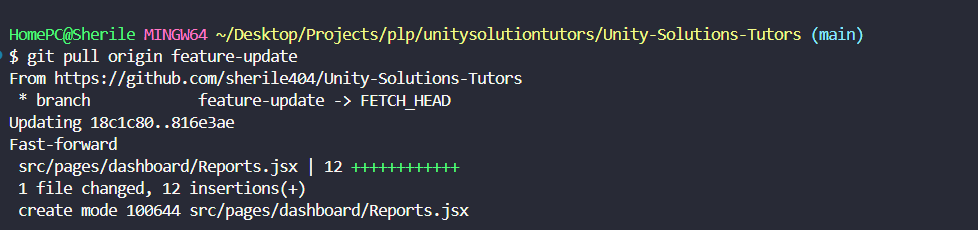 HomePC@Sherile MINGW64 ~/Desktop/Projects/plp/unitysolutiontutors/Unity-Solutions-Tutors (main)
$ git pull origin feature-update
From https://github.com/sherile404/Unity-Solutions-Tutors
 * branch            feature-update -> FETCH_HEAD
Updating 18c1c80..816e3ae
Fast-forward
 src/pages/dashboard/Reports.jsx | 12 ++++++++++++
 1 file changed, 12 insertions(+)
 create mode 100644 src/pages/dashboard/Reports.jsx